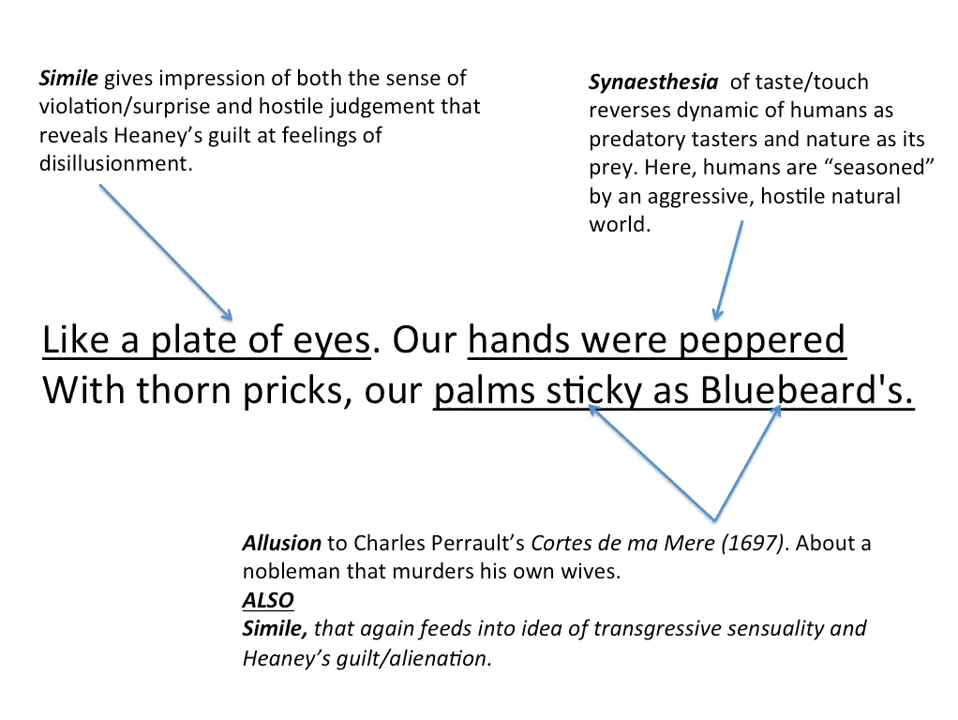 Simile gives impression of both the sense of
violation/surprise and hostile judgement that
reveals Heaney’s guilt at feelings of
disillusionment.
Synaesthesia of taste/touch
reverses dynamic of humans as
predatory tasters and nature as its
prey. Here, humans are “seasoned”
by an aggressive, hostile natural
world.
Like a plate of eyes. Our hands were peppered
With thorn pricks, our palms sticky as Bluebeard's.
Allusion to Charles Perrault’s Cortes de ma Mere (1697). About a
nobleman that murders his own wives.
ALSO
Simile, that again feeds into idea of transgressive sensuality and
Heaney’s guilt/alienation.